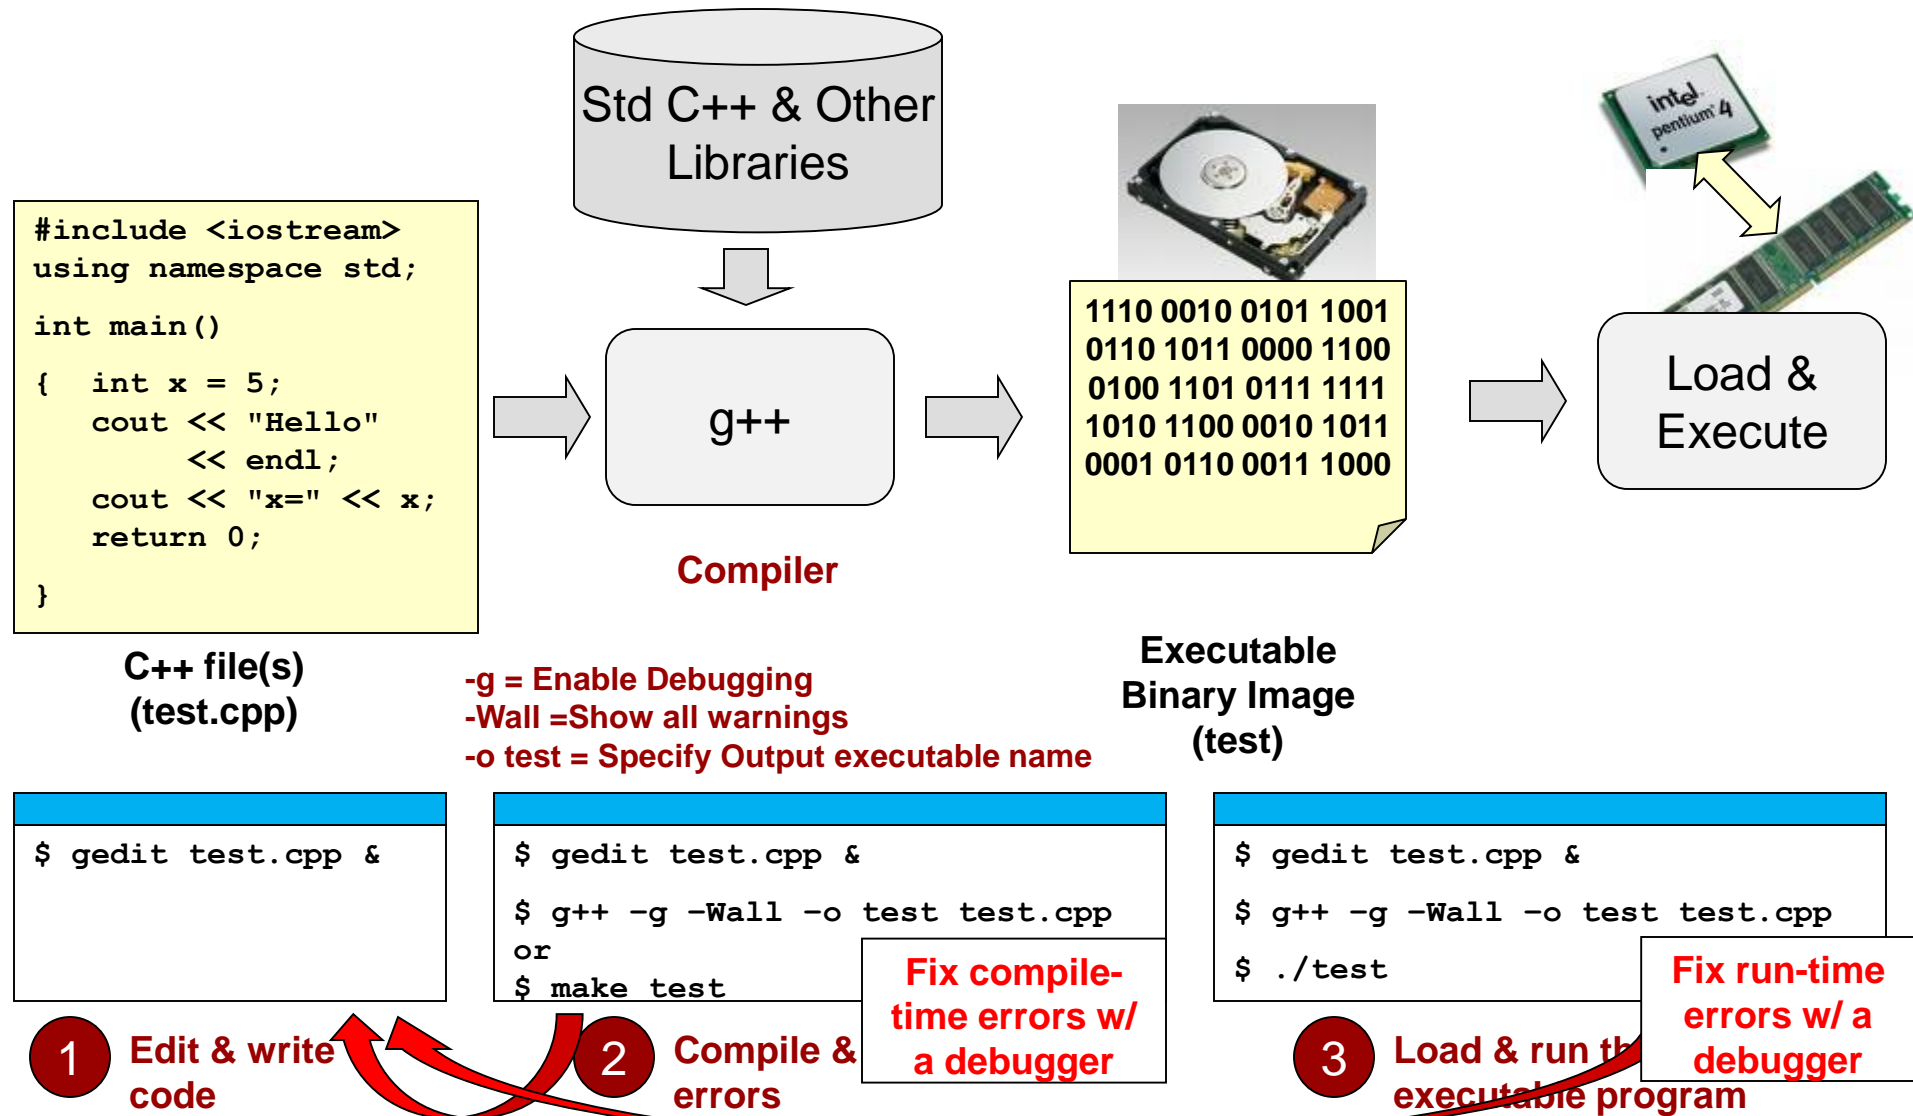 Std C++ & Other
Libraries
intel
pentium 4
#include <iostream>
using namespace std;
int main()
{ int x = 5;
cout << "Hello"
<< endl;
cout << "x=" << x;
return 0;
}
g++
1110 0010 0101 1001
0110 1011 0000 1100
0100 1101 0111 1111
1010 1100 0010 1011
0001 0110 0011 1000
Load &
Execute
Compiler
C++ file(s)
(test.cpp)
-g = Enable Debugging
-Wall =Show all warnings
-o test = Specify Output executable name
Executable
Binary Image
(test)
$ gedit test.cpp &
$ gedit test.cpp &
$ g++ –g –Wall –o test test.cpp
or
$ make test
$ gedit test.cpp &
$ g++ –g –Wall –o test test.cpp
$ ./test
Fix compile-
time errors w/
a debugger
Fix run-time
errors w/ a
debugger
1
Edit & write
code
2
Compile &
errors
3
Load & run
executable program